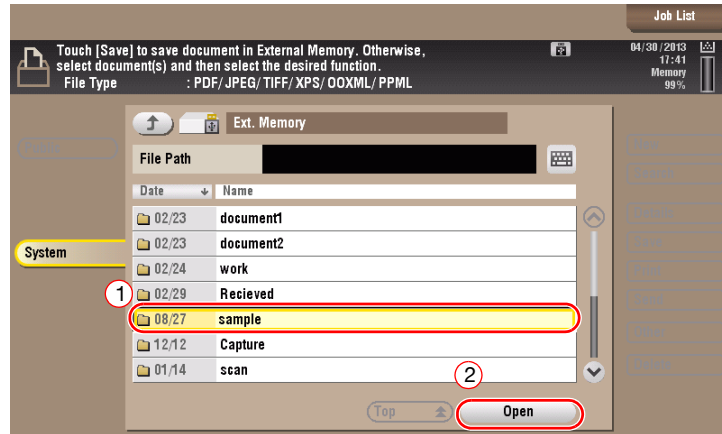 Job List
Touch [Save] to save document in External Memory. Otherwise,
select document(s) and then select the desired function.
File Type : PDF/JPEG/TIFF/XPS/OOXML/PPML
04/30/2013
17:41
Memory
99%
Ext. Memory
File Path
Date Name
02/23 document1
02/23 document2
System
02/24 work
1
02/29 Recieved
08/27 sample
12/12 Capture
01/14 scan
2
Top
Open